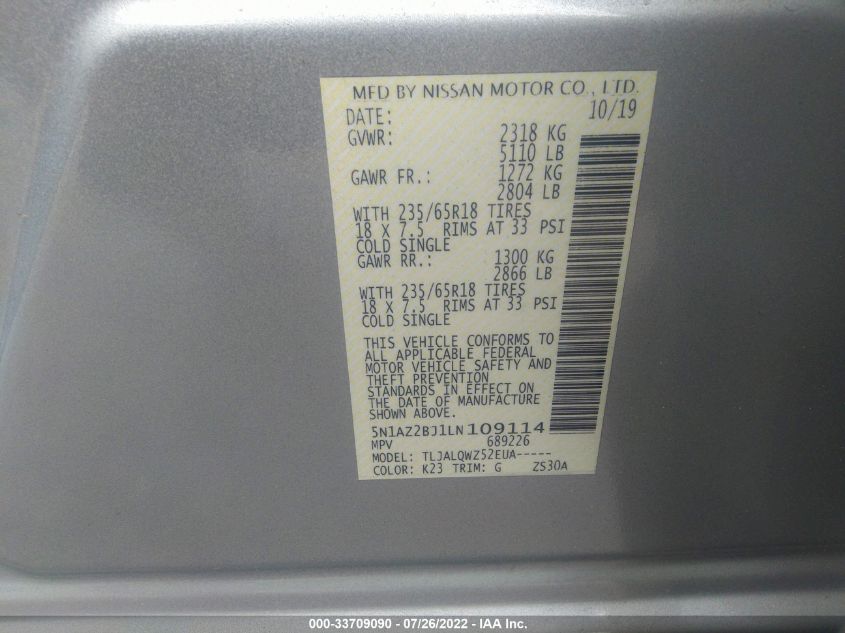 MFD BY NISSAN MOTOR CO., LTD.
DATE: 10/19
GVWR: 2318 KG
5110 LB
GAWR FR.: 1272 KG
2804 LB
WITH 235/65R18 TIRES
18 X 7.5 RIMS AT 33 PSI
COLD SINGLE
GAWR RR.: 1300 KG
2866 LB
WITH 235/65R18 TIRES
18 X 7.5 RIMS AT 33 PSI
COLD SINGLE
THIS VEHICLE CONFORMS TO
ALL APPLICABLE FEDERAL
MOTOR VEHICLE SAFETY AND
THEFT PREVENTION
STANDARDS IN EFFECT ON
THE DATE OF MANUFACTURE
SHOWN ABOVE.
5N1AZ2BJ1LN109114
MPV 689226
MODEL: TLJALQWZ52EUA-----
COLOR: K23 TRIM: G ZS30A
000-33709090 - 07/26/2022 - IAA Inc.